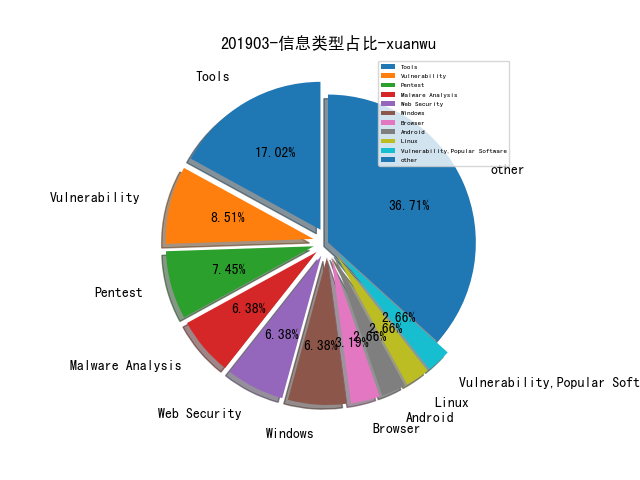 201903-信息类型占比-xuanwu
Tools
Vulnerability
Pentest
Malware Analysis
Web Security
Windows
Browser
Android
Linux
Vulnerability,Popular Software
other
Tools
17.02%
other
36.71%
Vulnerability
8.51%
Pentest
7.45%
Malware Analysis
6.38%
Web Security
6.38%
Windows
6.38%
Browser
3.19%
Android
2.66%
Linux
2.66%
Vulnerability,Popular Soft
2.66%